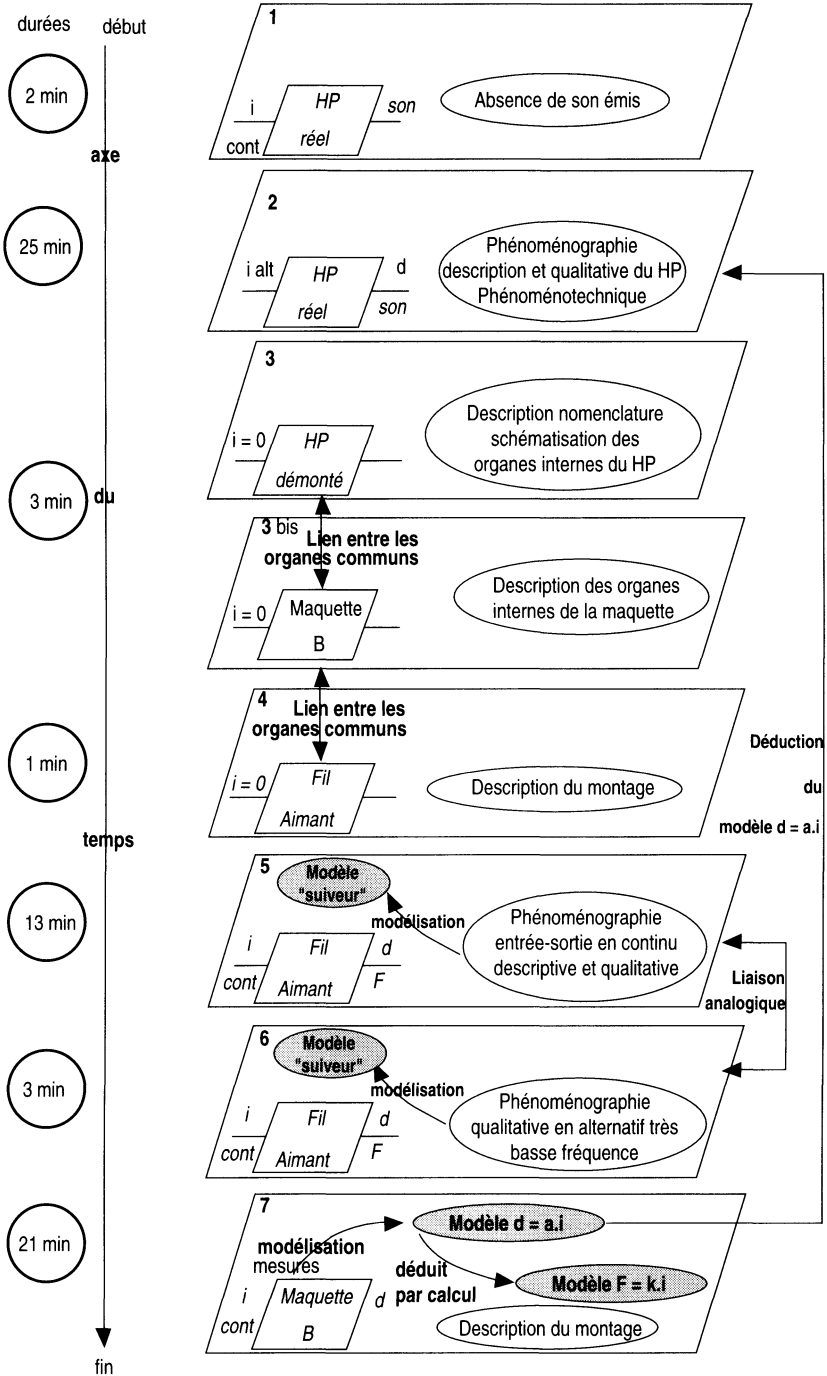 durées
début
2 min
axe
25 min
3 min
du
1 min
temps
13 min
3 min
21 min
fin
1
i
cont
HP
réel
son
Absence de son émis
2
i alt
HP
réel
d
son
Phénoménographie
description et qualitative du HP
Phénoménotechnique
3
i = 0
HP
démonté
Description nomenclature
schématisation des
organes internes du HP
3 bis
Lien entre les
organes communs
i = 0
Maquette
B
Description des organes
internes de la maquette
4
Lien entre les
organes communs
i = 0
Fil
Aimant
Description du montage
5
Modèle
"suiveur"
modélisation
i
cont
Fil
Aimant
d
F
Phénoménographie
entrée-sortie en continu
descriptive et qualitative
6
Modèle
"suiveur"
modélisation
i
cont
Fil
Aimant
d
F
Phénoménographie
qualitative en alternatif très
basse fréquence
7
Modèle d = a.i
modélisation
mesures
déduit
par calcul
Modèle F = k.i
i
cont
Maquette
B
d
Description du montage
Déduction
du
modèle d = a.i
Liaison
analogique